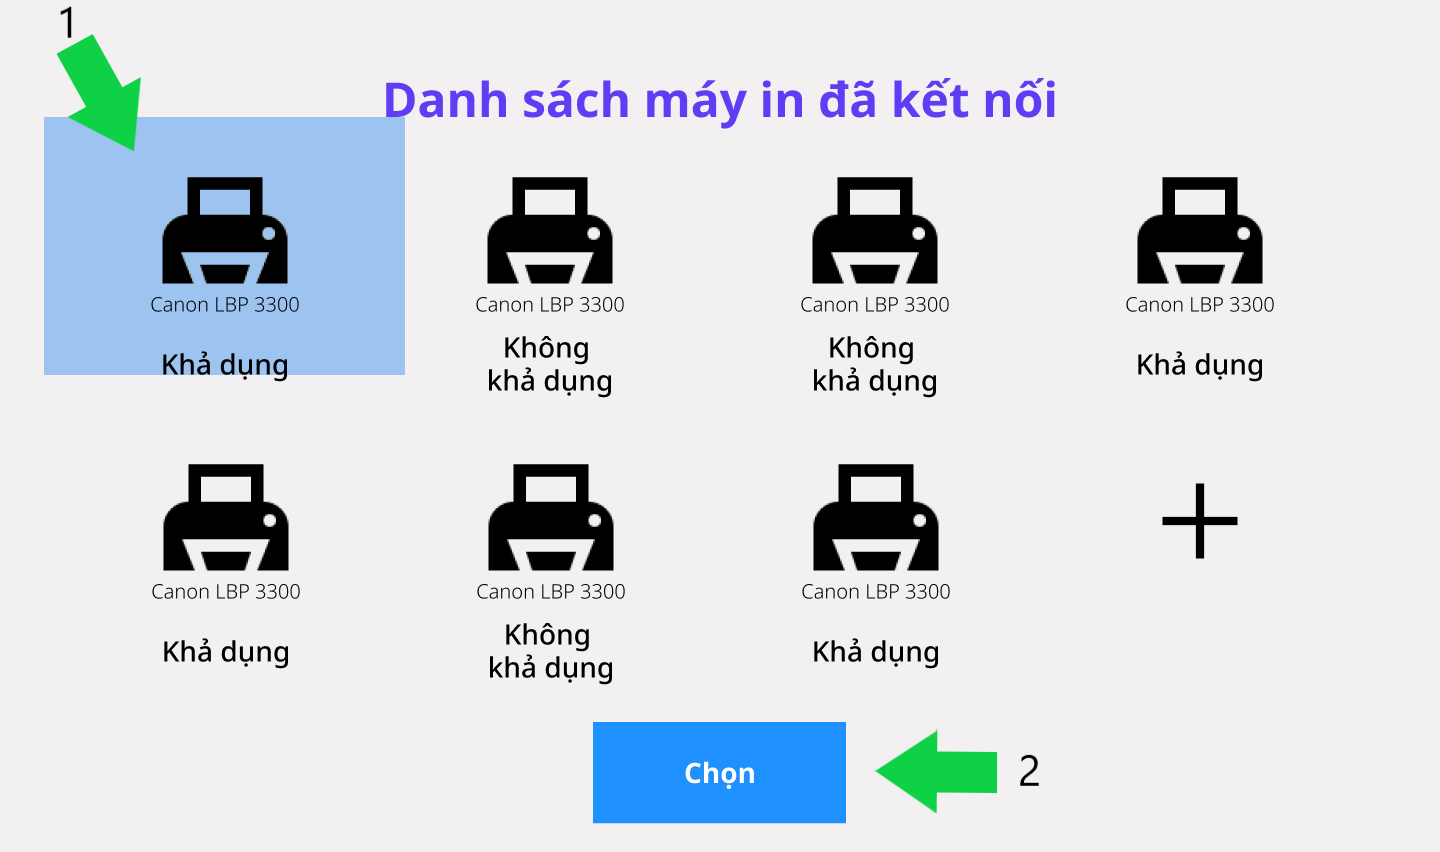 1
Danh sách máy in đã kết nối
Canon LBP 3300
Canon LBP 3300
Canon LBP 3300
Canon LBP 3300
Khả dụng
Không
khả dụng
Không
khả dụng
Khả dụng
Canon LBP 3300
Canon LBP 3300
Canon LBP 3300
Khả dụng
Không
khả dụng
Khả dụng
Chọn
2